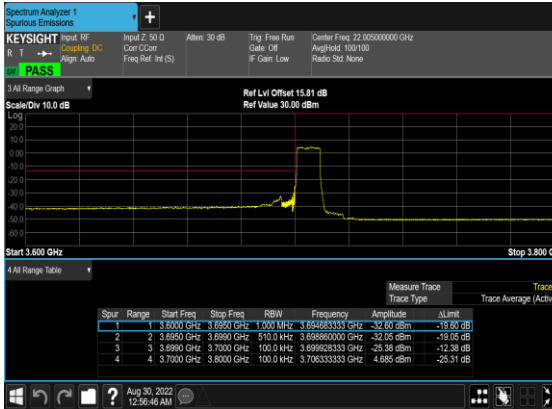 Spectrum Analyzer 1
Spurious Emissions
+
KEYSIGHT Input: RF Input Z: 50 Ω Atten: 30 dB Trig: Free Run Center Freq: 22.005000000 GHz
R T Coupling: DC Corr CCorr Gate: Off Avg|Hold: 100/100
Align: Auto Freq Ref: Int (S) IF Gain: Low Radio Std: None
PASS
3 All Range Graph Ref Lvl Offset 15.81 dB
Scale/Div 10.0 dB Ref Value 30.00 dBm
Log
20.0
10.0
0.00
-10.0
-20.0
-30.0
-40.0
-50.0
-60.0
Start 3.600 GHz Stop 3.800 G
4 All Range Table
Measure Trace Trace
Trace Type Trace Average (Activ
Spur Range Start Freq Stop Freq RBW Frequency Amplitude ΔLimit
1 1 3.6000 GHz 3.6950 GHz 1.000 MHz 3.694683333 GHz -32.60 dBm -19.60 dB
2 2 3.6950 GHz 3.6990 GHz 510.0 kHz 3.698860000 GHz -32.05 dBm -19.05 dB
3 3 3.6990 GHz 3.7000 GHz 100.0 kHz 3.699928333 GHz -25.38 dBm -12.38 dB
4 4 3.7000 GHz 3.8000 GHz 100.0 kHz 3.706333333 GHz 4.685 dBm -25.31 dB
? Aug 30, 2022
12:56:46 AM